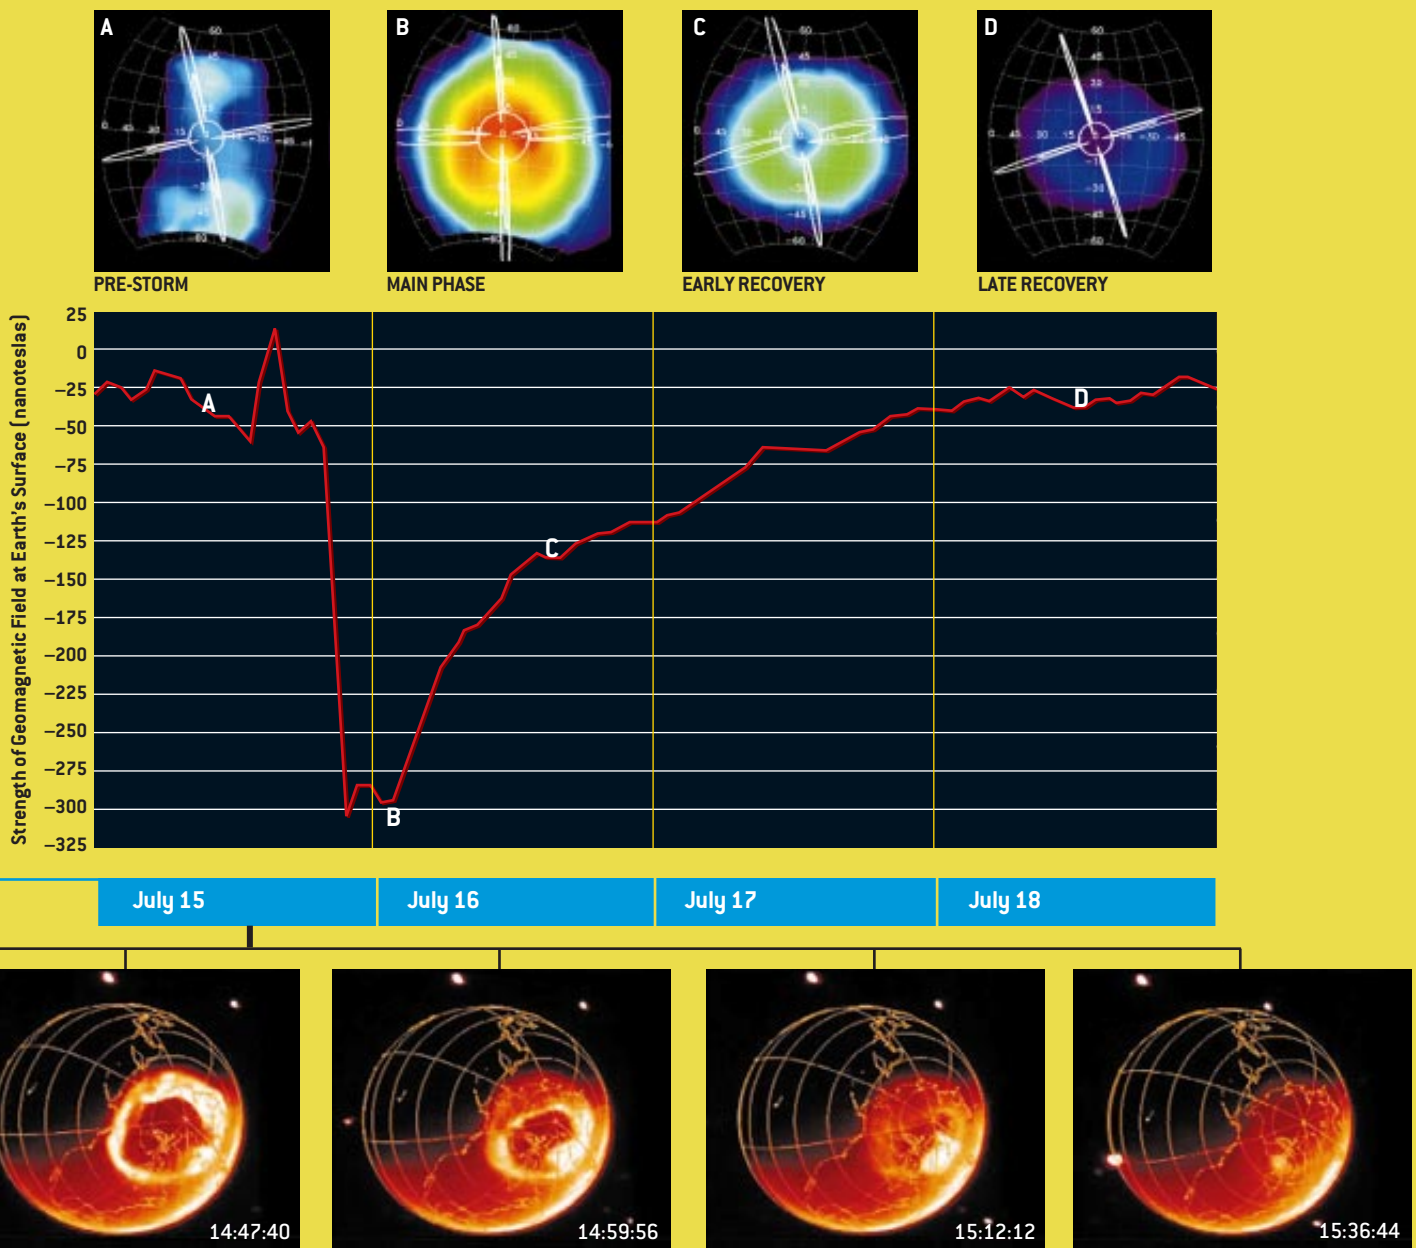 A
B
C
D
PRE-STORM
MAIN PHASE
EARLY RECOVERY
LATE RECOVERY
Strength of Geomagnetic Field at Earth's Surface (nanoteslas)
25
0
–25
–50
–75
–100
–125
–150
–175
–200
–225
–250
–275
–300
–325
A
B
C
D
July 15
July 16
July 17
July 18
14:47:40
14:59:56
15:12:12
15:36:44